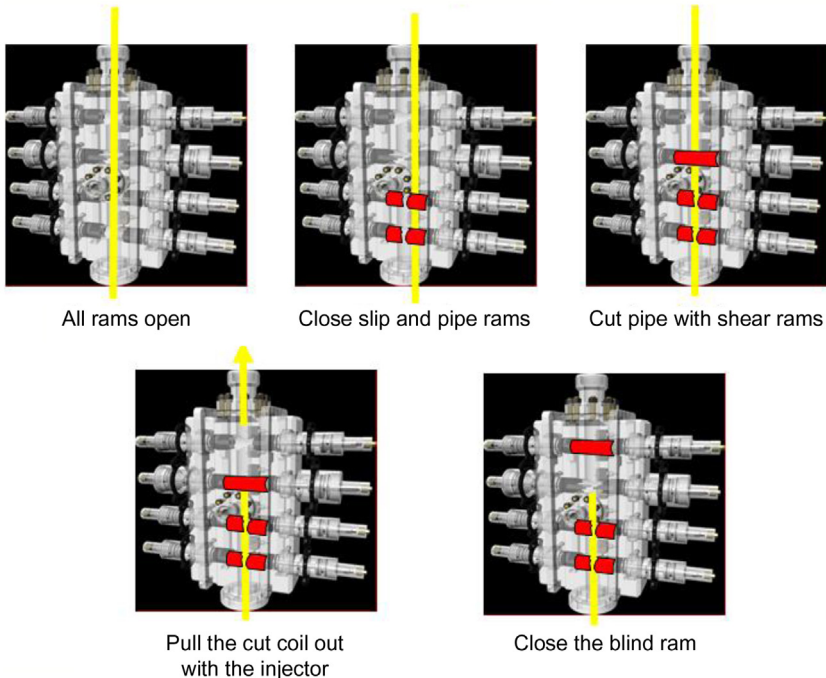 All rams open
Close slip and pipe rams
Cut pipe with shear rams
Pull the cut coil out
with the injector
Close the blind ram